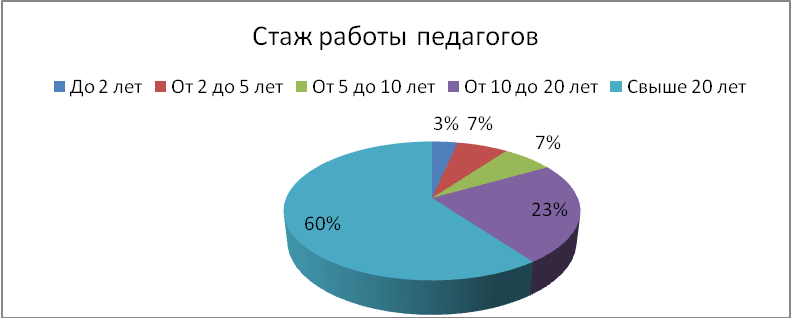 Стаж работы педагогов
До 2 лет От 2 до 5 лет От 5 до 10 лет От 10 до 20 лет Свыше 20 лет
3% 7%
7%
23%
60%